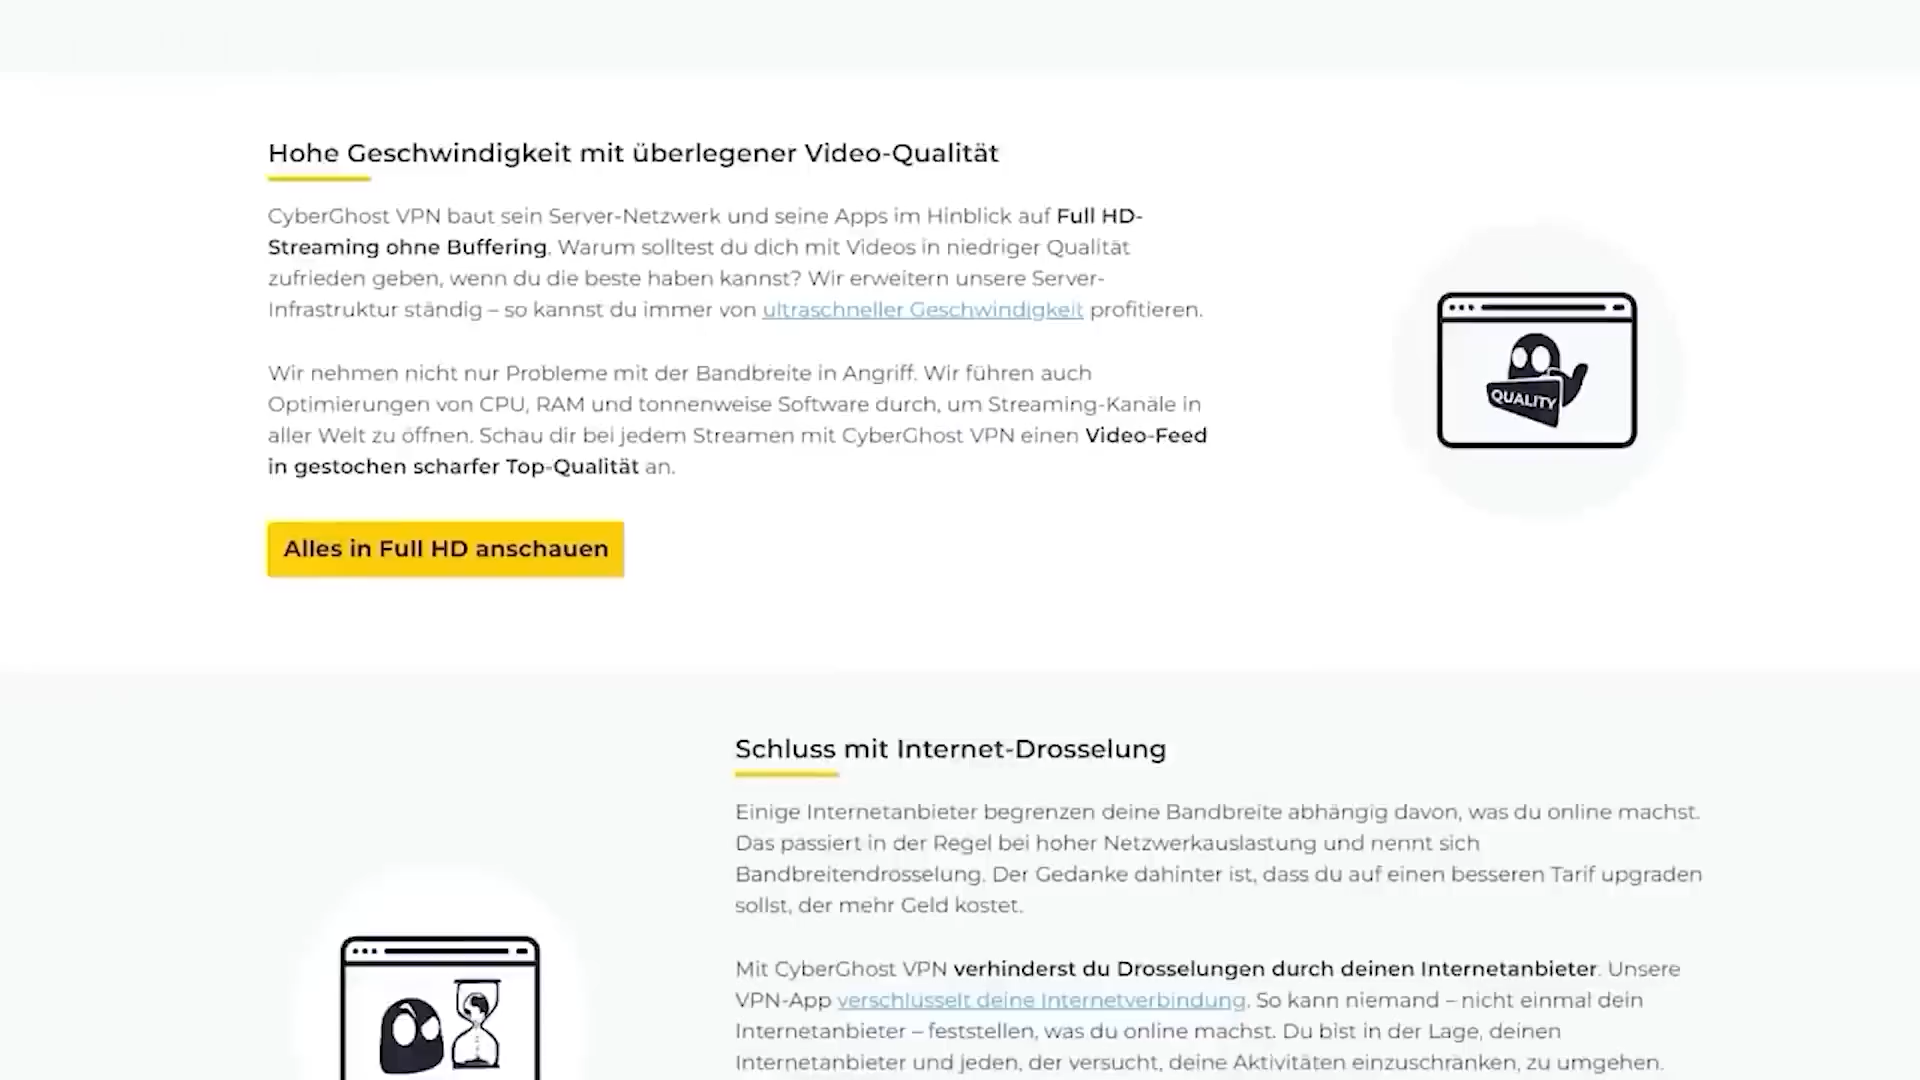 Hohe Geschwindigkeit mit überlegener Video-Qualität
CyberGhost VPN baut sein Server-Netzwerk und seine Apps im Hinblick auf Full HD-
Streaming ohne Buffering. Warum solltest du dich mit Videos in niedriger Qualität
zufrieden geben, wenn du die beste haben kannst? Wir erweitern unsere Server-
Infrastruktur ständig – so kannst du immer von ultraschneller Geschwindigkeit profitieren.
Wir nehmen nicht nur Probleme mit der Bandbreite in Angriff. Wir führen auch
Optimierungen von CPU, RAM und tonnenweise Software durch, um Streaming-Kanäle in
aller Welt zu öffnen. Schau dir bei jedem Streamen mit CyberGhost VPN einen Video-Feed
in gestochen scharfer Top-Qualität an.
QUALITY
Alles in Full HD anschauen
Schluss mit Internet-Drosselung
Einige Internetanbieter begrenzen deine Bandbreite abhängig davon, was du online machst.
Das passiert in der Regel bei hoher Netzwerkauslastung und nennt sich
Bandbreitendrosselung. Der Gedanke dahinter ist, dass du auf einen besseren Tarif upgraden
sollst, der mehr Geld kostet.
Mit CyberGhost VPN verhinderst du Drosselungen durch deinen Internetanbieter. Unsere
VPN-App verschlüsselt deine Internetverbindung. So kann niemand – nicht einmal dein
Internetanbieter – feststellen, was du online machst. Du bist in der Lage, deinen
Internetanbieter und jeden, der versucht, deine Aktivitäten einzuschränken, zu umgehen.